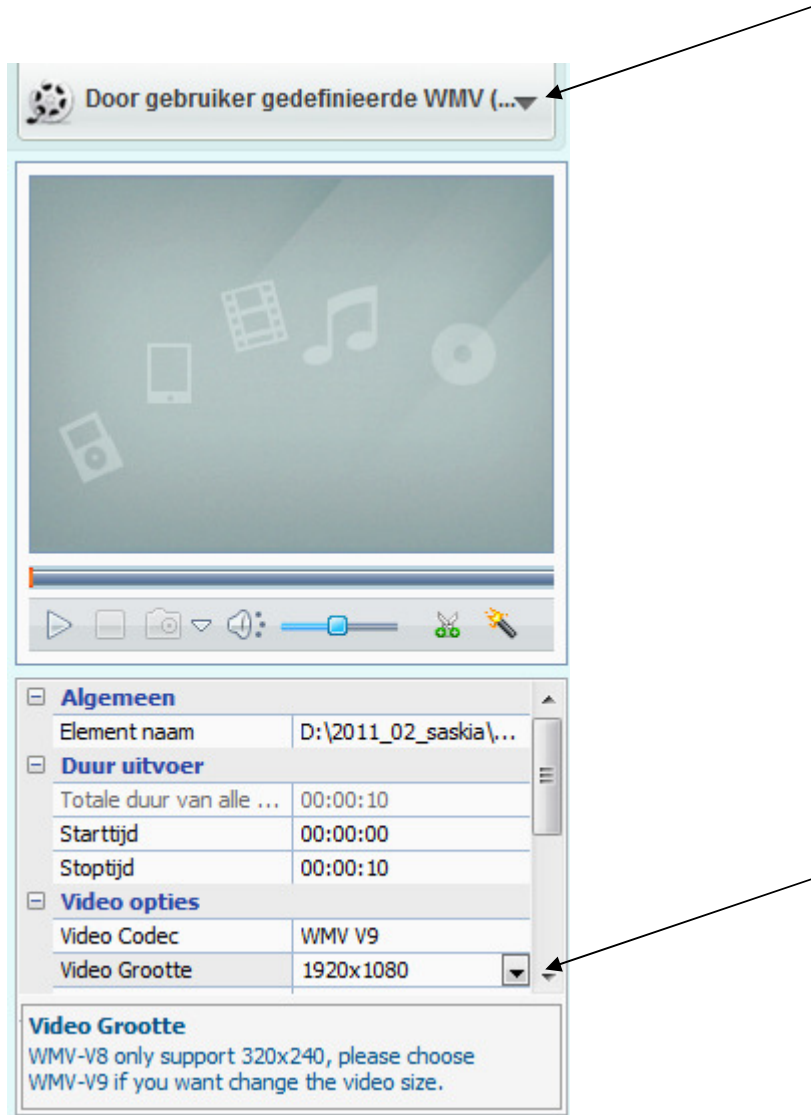 Door gebruiker gedefinieerde WMV (...
Algemeen
Element naam D:\2011_02_saskia\...
Duur uitvoer
Totale duur van alle ... 00:00:10
Starttijd 00:00:00
Stoptijd 00:00:10
Video opties
Video Codec WMV V9
Video Grootte 1920x1080
Video Grootte
WMV-V8 only support 320x240, please choose
WMV-V9 if you want change the video size.